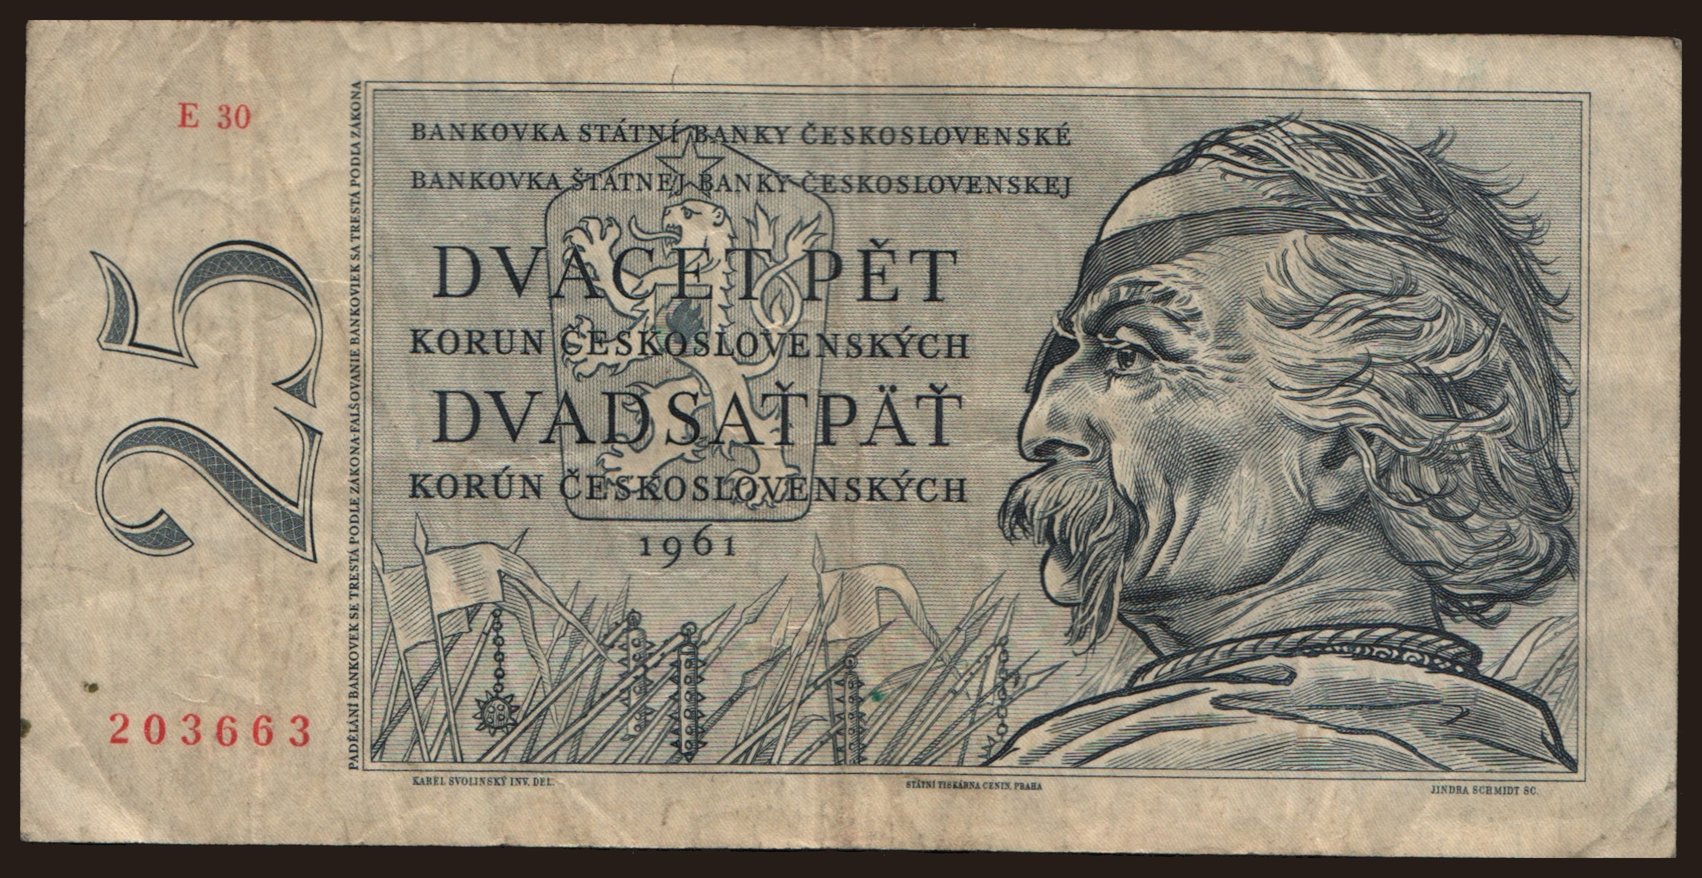 E 30
BANKOVKA STÁTNÍ BANKY ČESKOSLOVENSKÉ
BANKOVKA ŠTÁTNEJ BANKY ČESKOSLOVENSKEJ
DVACET PĚT
KORUN ČESKOSLOVENSKÝCH
DVADSAŤPÄŤ
KORÚN ČESKOSLOVENSKÝCH
1961
25
PADĚLÁNÍ BANKOVEK SE TRESTÁ PODLE ZÁKONA·FALŠOVANIE BANKOVIEK SA TRESTÁ PODĽA ZÁKONA
203663
KAREL SVOLINSKÝ INV. DEL.
STÁTNÍ TISKÁRNA CENIN, PRAHA
JINDRA SCHMIDT SC.